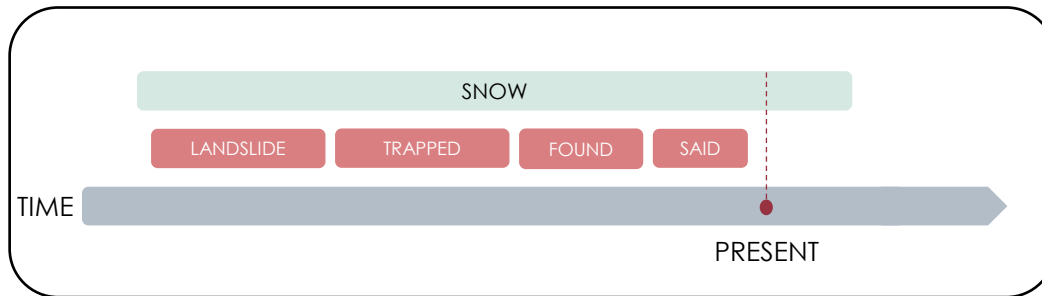 SNOW
LANDSLIDE TRAPPED FOUND SAID
TIME
PRESENT